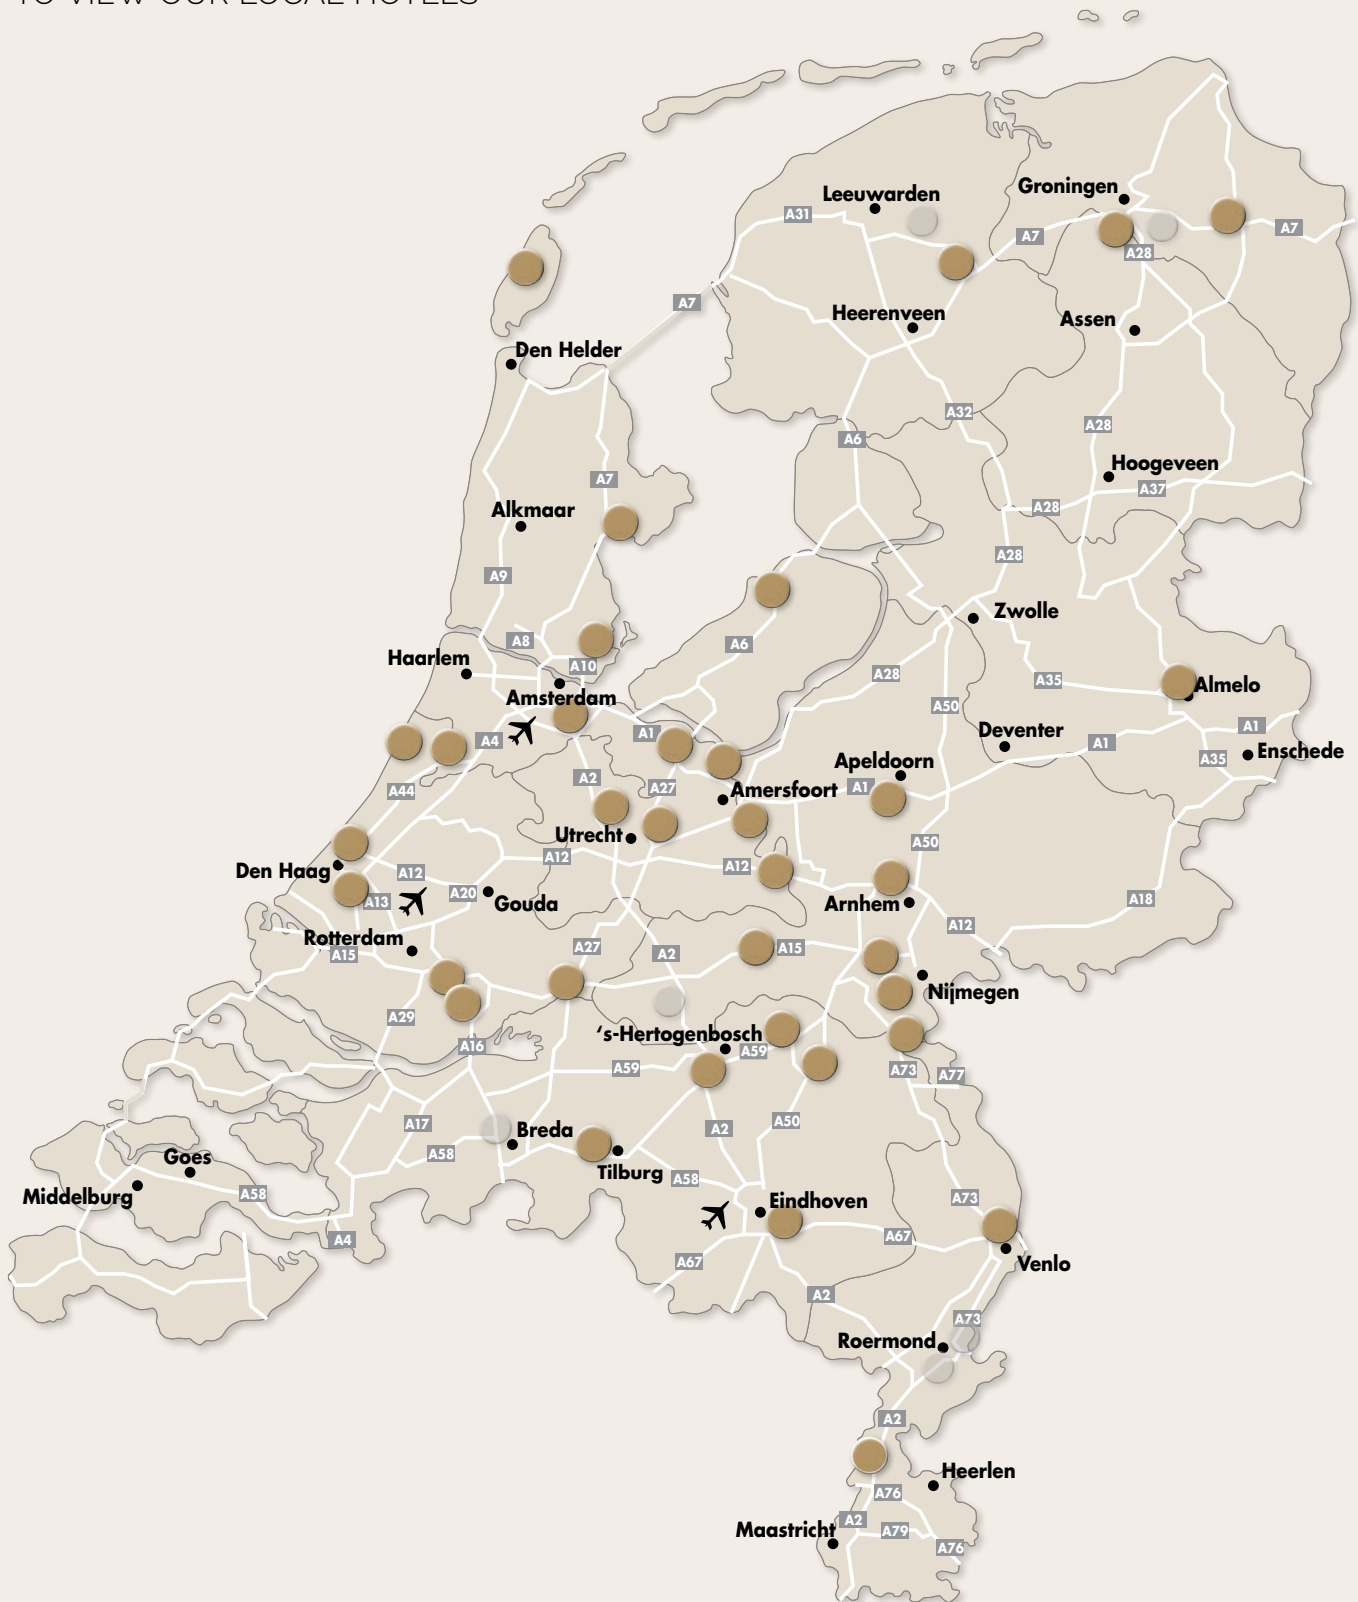 TO VIEW OUR LOCAL HOTELS
Groningen
Leeuwarden
A31
A7
A7
A28
A7
Heerenveen
Assen
Den Helder
A32
A28
A6
Hoogeveen
A7
A37
Alkmaar
A28
A28
A9
Zwolle
A8
A6
Haarlem
A10
A28
A35
Almelo
Amsterdam
A50
A1
Deventer
A1
A4
A1
Enschede
A35
Apeldoorn
A2
A27
Amersfoort
A1
A44
Utrecht
A50
A12
A12
Den Haag
A12
A13
A20
Gouda
A18
Arnhem
A12
Rotterdam
A27
A15
A15
A2
Nijmegen
A29
‘s-Hertogenbosch
A16
A59
A59
A73
A77
A17
Breda
A2
A50
A58
Goes
Tilburg
A58
Middelburg
A58
A73
Eindhoven
A4
A67
A67
Venlo
A2
A73
Roermond
A2
Heerlen
A76
A2
Maastricht
A79
A76